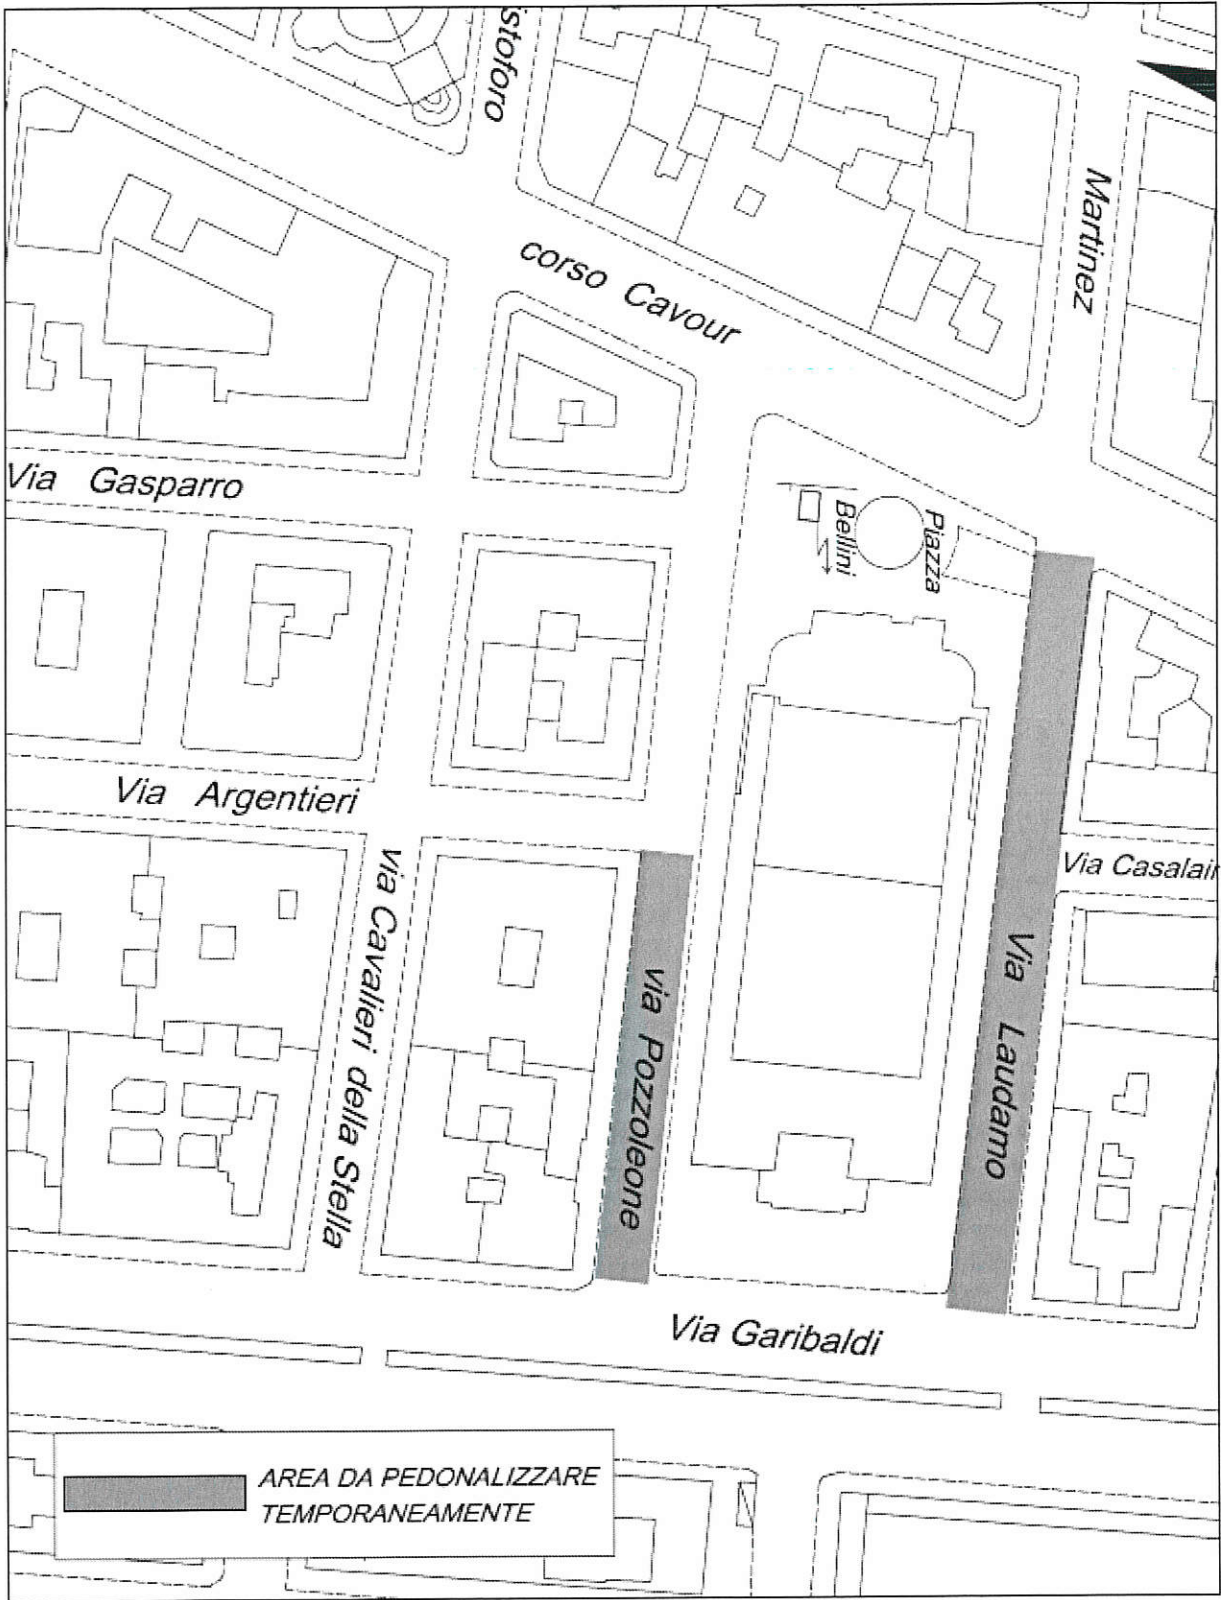 istoforo
Martinez
corso Cavour
Via Gasparro
Piazza
Bellini
Via Argentieri
Via Casalair
via Cavalieri della Stella
via Pozzoleone
Via Laudamo
Via Garibaldi
AREA DA PEDONALIZZARE
TEMPORANEAMENTE